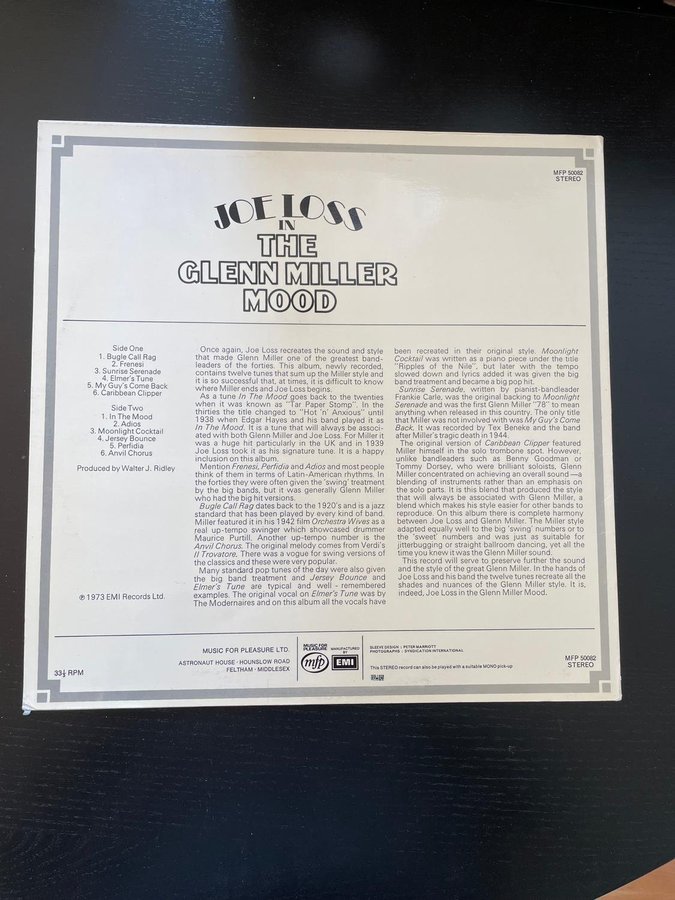 MFP 50082
STEREO
JOE LOSS
IN
THE
GLENN MILLER
MOOD
Side One
1. Bugle Call Rag
2. Frenesi
3. Sunrise Serenade
4. Elmer's Tune
5. My Guy's Come Back
6. Caribbean Clipper
Side Two
1. In The Mood
2. Adios
3. Moonlight Cocktail
4. Jersey Bounce
5. Perfidia
6. Anvil Chorus
Produced by Walter J. Ridley
℗ 1973 EMI Records Ltd.
Once again, Joe Loss recreates the sound and style
that made Glenn Miller one of the greatest band-
leaders of the forties. This album, newly recorded,
contains twelve tunes that sum up the Miller style and
it is so successful that, at times, it is difficult to know
where Miller ends and Joe Loss begins.
As a tune In The Mood goes back to the twenties
when it was known as "Tar Paper Stomp". In the
thirties the title changed to "Hot 'n' Anxious" until
1938 when Edgar Hayes and his band played it as
In The Mood. It is a tune that will always be associ-
ated with both Glenn Miller and Joe Loss. For Miller it
was a huge hit particularly in the UK and in 1939
Joe Loss took it as his signature tune. It is a happy
inclusion on this album.
Mention Frenesi, Perfidia and Adios and most people
think of them in terms of Latin-American rhythms. In
the forties they were often given the 'swing' treatment
by the big bands, but it was generally Glenn Miller
who had the big hit versions.
Bugle Call Rag dates back to the 1920's and is a jazz
standard that has been played by every kind of band.
Miller featured it in his 1942 film Orchestra Wives as a
real up-tempo swinger which showcased drummer
Maurice Purtill. Another up-tempo number is the
Anvil Chorus. The original melody comes from Verdi's
Il Trovatore. There was a vogue for swing versions of
the classics and these were very popular.
Many standard pop tunes of the day were also given
the big band treatment and Jersey Bounce and
Elmer's Tune are typical and well - remembered
examples. The original vocal on Elmer's Tune was by
The Modernaires and on this album all the vocals have
been recreated in their original style. Moonlight
Cocktail was written as a piano piece under the title
"Ripples of the Nile", but later with the tempo
slowed down and lyrics added it was given the big
band treatment and became a big pop hit.
Sunrise Serenade, written by pianist-bandleader
Frankie Carle, was the original backing to Moonlight
Serenade and was the first Glenn Miller "78" to mean
anything when released in this country. The only title
that Miller was not involved with was My Guy's Come
Back. It was recorded by Tex Beneke and the band
after Miller's tragic death in 1944.
The original version of Caribbean Clipper featured
Miller himself in the solo trombone spot. However,
unlike bandleaders such as Benny Goodman or
Tommy Dorsey, who were brilliant soloists, Glenn
Miller concentrated on achieving an overall sound—a
blending of instruments rather than an emphasis on
the solo parts. It is this blend that produced the style
that will always be associated with Glenn Miller, a
blend which makes his style easier for other bands to
reproduce. On this album there is complete harmony
between Joe Loss and Glenn Miller. The Miller style
adapted equally well to the big 'swing' numbers or to
the 'sweet' numbers and was just as suitable for
jitterbugging or straight ballroom dancing, yet all the
time you knew it was the Glenn Miller sound.
This record will serve to preserve further the sound
and the style of the great Glenn Miller. In the hands of
Joe Loss and his band the twelve tunes recreate all the
shades and nuances of the Glenn Miller style. It is,
indeed, Joe Loss in the Glenn Miller Mood.
33⅓ RPM
MUSIC FOR PLEASURE LTD.
ASTRONAUT HOUSE · HOUNSLOW ROAD
FELTHAM · MIDDLESEX
MUSIC FOR
PLEASURE
mfp
MANUFACTURED
BY
EMI
SLEEVE DESIGN : PETER MARRIOTT
PHOTOGRAPHS : SYNDICATION INTERNATIONAL
This STEREO record can also be played with a suitable MONO pick-up
MFP 50082
STEREO